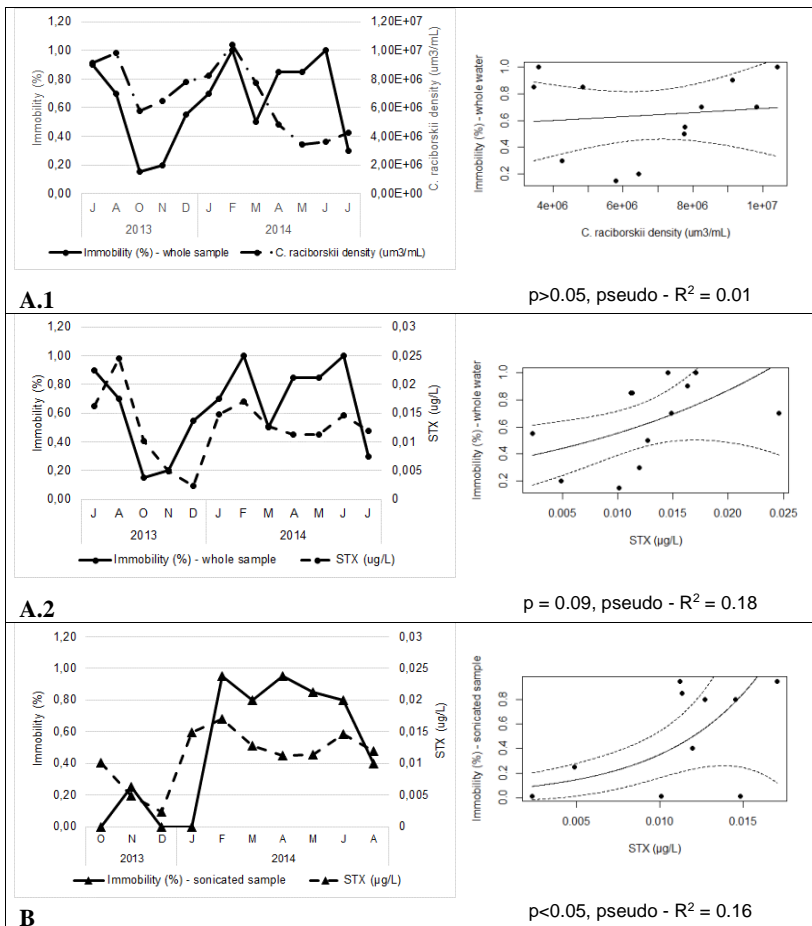 1,20
1,00
0,80
0,60
0,40
0,20
0,00
Immobility (%)
1,20E+07
1,00E+07
8,00E+06
6,00E+06
4,00E+06
2,00E+06
0,00E+00
C. raciborskii density (um3/mL)
J A O N D J F M A M J J
2013 2014
Immobility (%) - whole sample C. raciborskii density (um3/mL)
A.1
Immobility (%) - whole water
1.0
0.8
0.6
0.4
0.2
4e+06 6e+06 8e+06 1e+07
C. raciborskii density (um3/mL)
p>0.05, pseudo - R² = 0.01
1,20
1,00
0,80
0,60
0,40
0,20
0,00
Immobility (%)
0,03
0,025
0,02
0,015
0,01
0,005
0
STX (ug/L)
J A O N D J F M A M J J
2013 2014
Immobility (%) - whole sample STX (ug/L)
A.2
Immobility (%) - whole water
1.0
0.8
0.6
0.4
0.2
0.005 0.010 0.015 0.020 0.025
STX (µg/L)
p = 0.09, pseudo - R² = 0.18
1,20
1,00
0,80
0,60
0,40
0,20
0,00
Immobility (%)
0,03
0,025
0,02
0,015
0,01
0,005
0
STX (ug/L)
O N D J F M A M J A
2013 2014
Immobility (%) - sonicated sample STX (µg/L)
B
Immobility (%) - sonicated sample
0.8
0.6
0.4
0.2
0.0
0.005 0.010 0.015
STX (µg/L)
p<0.05, pseudo - R² = 0.16